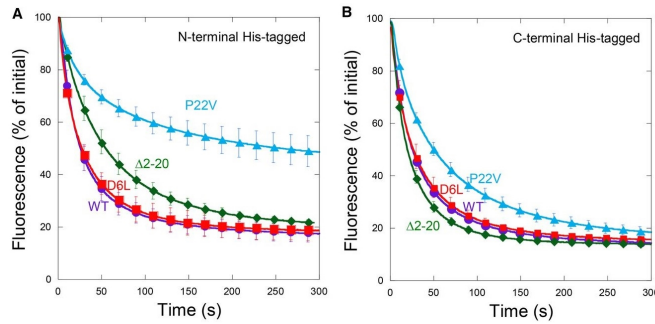 A
N-terminal His-tagged
Fluorescence (% of initial)
100
80
60
40
20
0
P22V
Δ2-20
D6L
WT
0 50 100 150 200 250 300
Time (s)
B
C-terminal His-tagged
Fluorescence (% of initial)
100
80
60
40
20
0
P22V
D6L
WT
Δ2-20
0 50 100 150 200 250 300
Time (s)